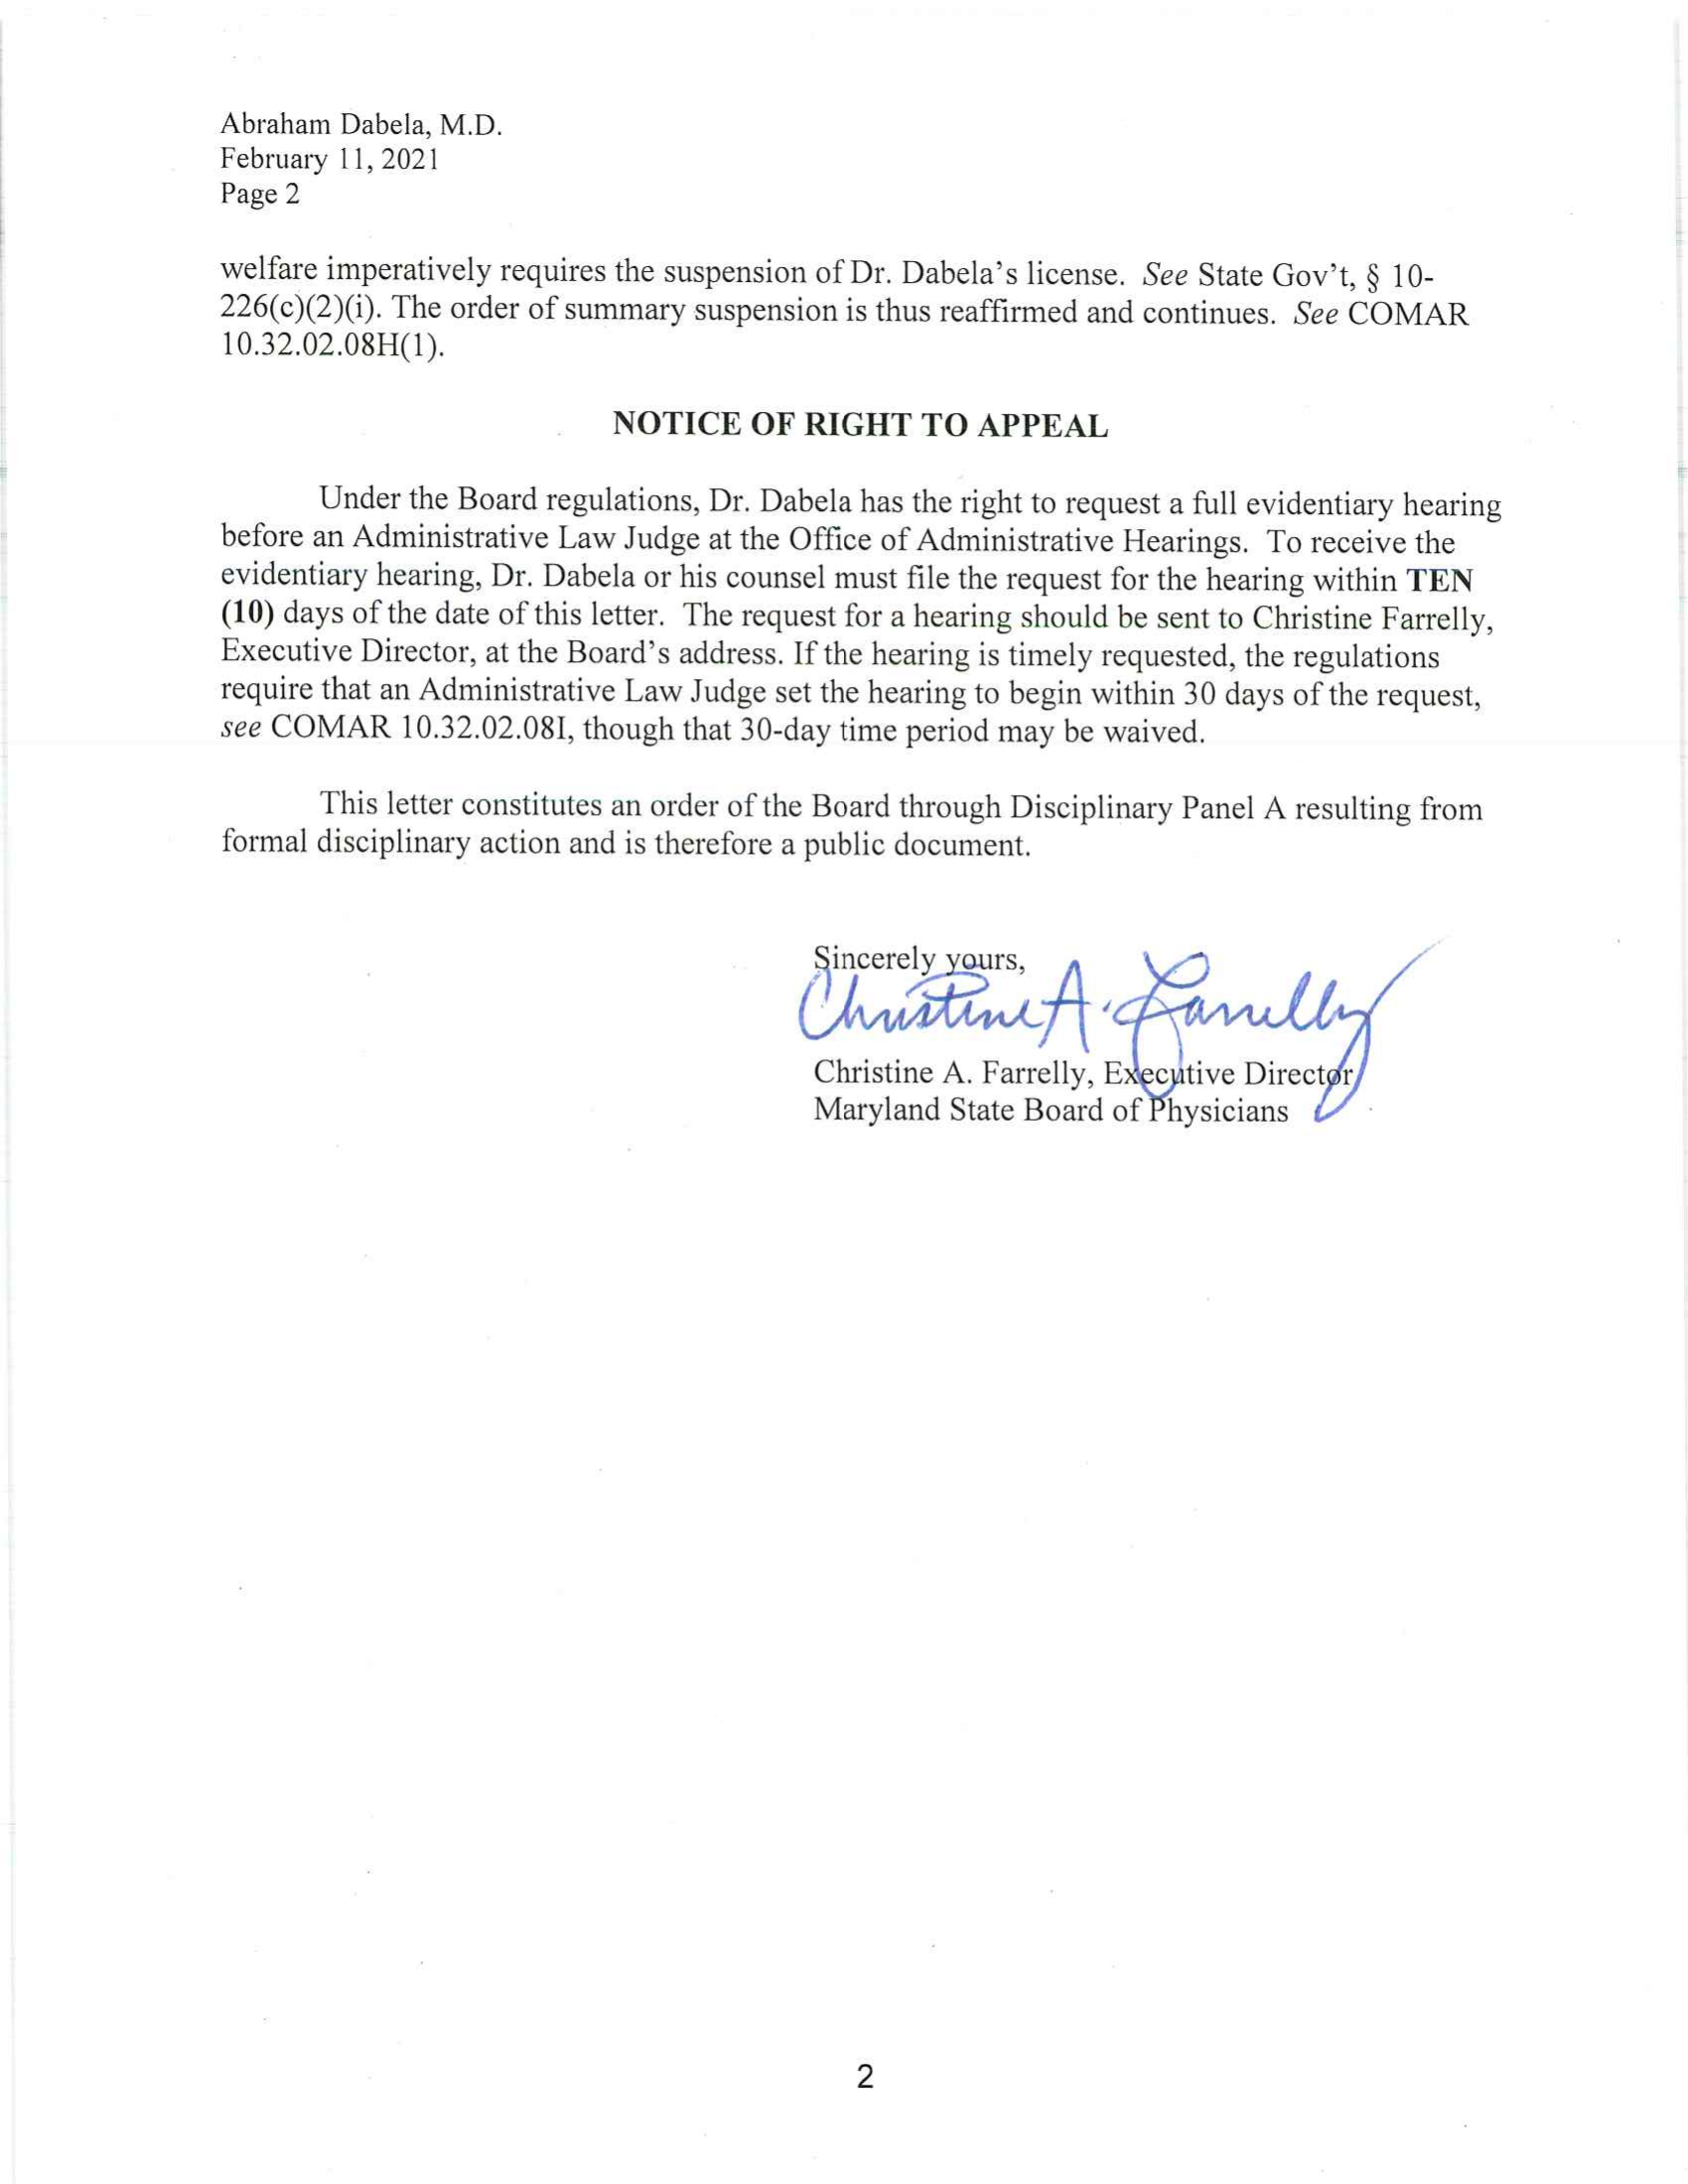 Abraham Dabela, M.D.
February 11, 2021
Page 2
welfare imperatively requires the suspension of Dr. Dabela's license. See State Gov't, § 10-
226(c)(2)(i). The order of summary suspension is thus reaffirmed and continues. See COMAR
10.32.02.08H(1).
NOTICE OF RIGHT TO APPEAL
Under the Board regulations, Dr. Dabela has the right to request a full evidentiary hearing
before an Administrative Law Judge at the Office of Administrative Hearings. To receive the
evidentiary hearing, Dr. Dabela or his counsel must file the request for the hearing within TEN
(10) days of the date of this letter. The request for a hearing should be sent to Christine Farrelly,
Executive Director, at the Board's address. If the hearing is timely requested, the regulations
require that an Administrative Law Judge set the hearing to begin within 30 days of the request,
see COMAR 10.32.02.08I, though that 30-day time period may be waived.
This letter constitutes an order of the Board through Disciplinary Panel A resulting from
formal disciplinary action and is therefore a public document.
Sincerely yours,
Christine A. Farrelly
Christine A. Farrelly, Executive Director
Maryland State Board of Physicians
2